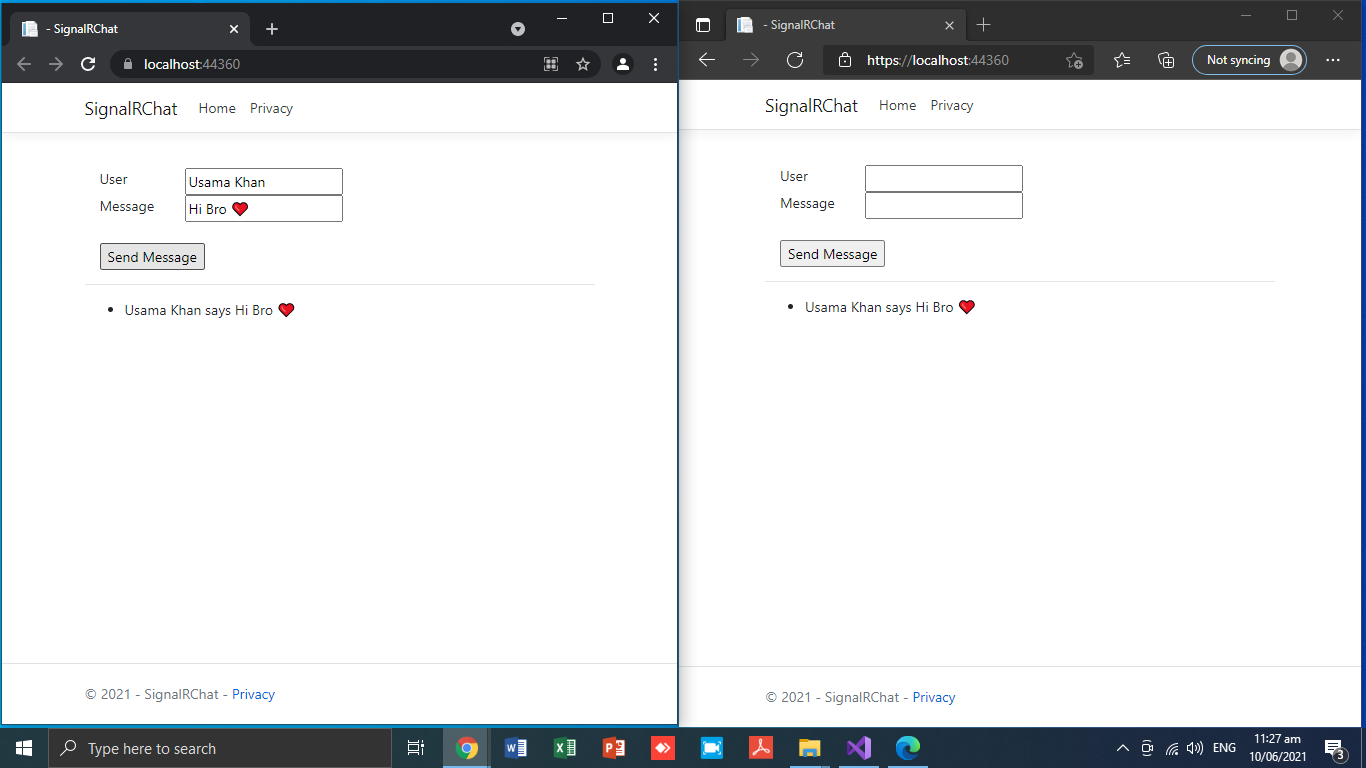 - SignalRChat
localhost:44360
SignalRChat Home Privacy
User Usama Khan
Message Hi Bro ❤
Send Message
• Usama Khan says Hi Bro ❤
© 2021 - SignalRChat - Privacy
- SignalRChat
https://localhost:44360 Not syncing
SignalRChat Home Privacy
User
Message
Send Message
• Usama Khan says Hi Bro ❤
© 2021 - SignalRChat - Privacy
Type here to search
ENG
11:27 am
10/06/2021
3